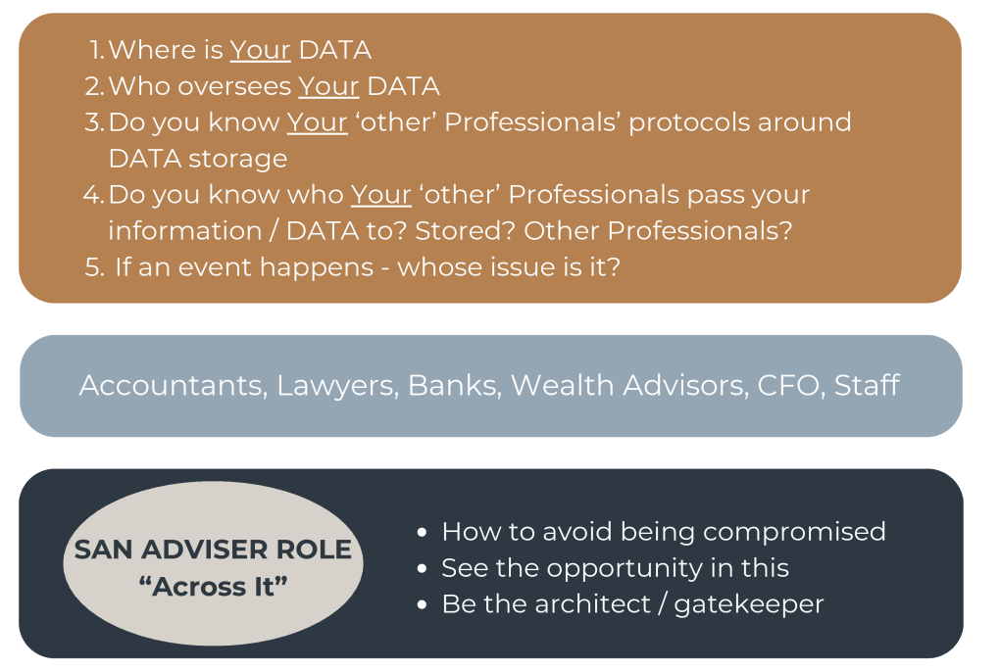 1. Where is Your DATA
2. Who oversees Your DATA
3. Do you know Your ‘other’ Professionals’ protocols around
DATA storage
4. Do you know who Your ‘other’ Professionals pass your
information / DATA to? Stored? Other Professionals?
5. If an event happens - whose issue is it?
Accountants, Lawyers, Banks, Wealth Advisors, CFO, Staff
SAN ADVISER ROLE
“Across It”
• How to avoid being compromised
• See the opportunity in this
• Be the architect / gatekeeper